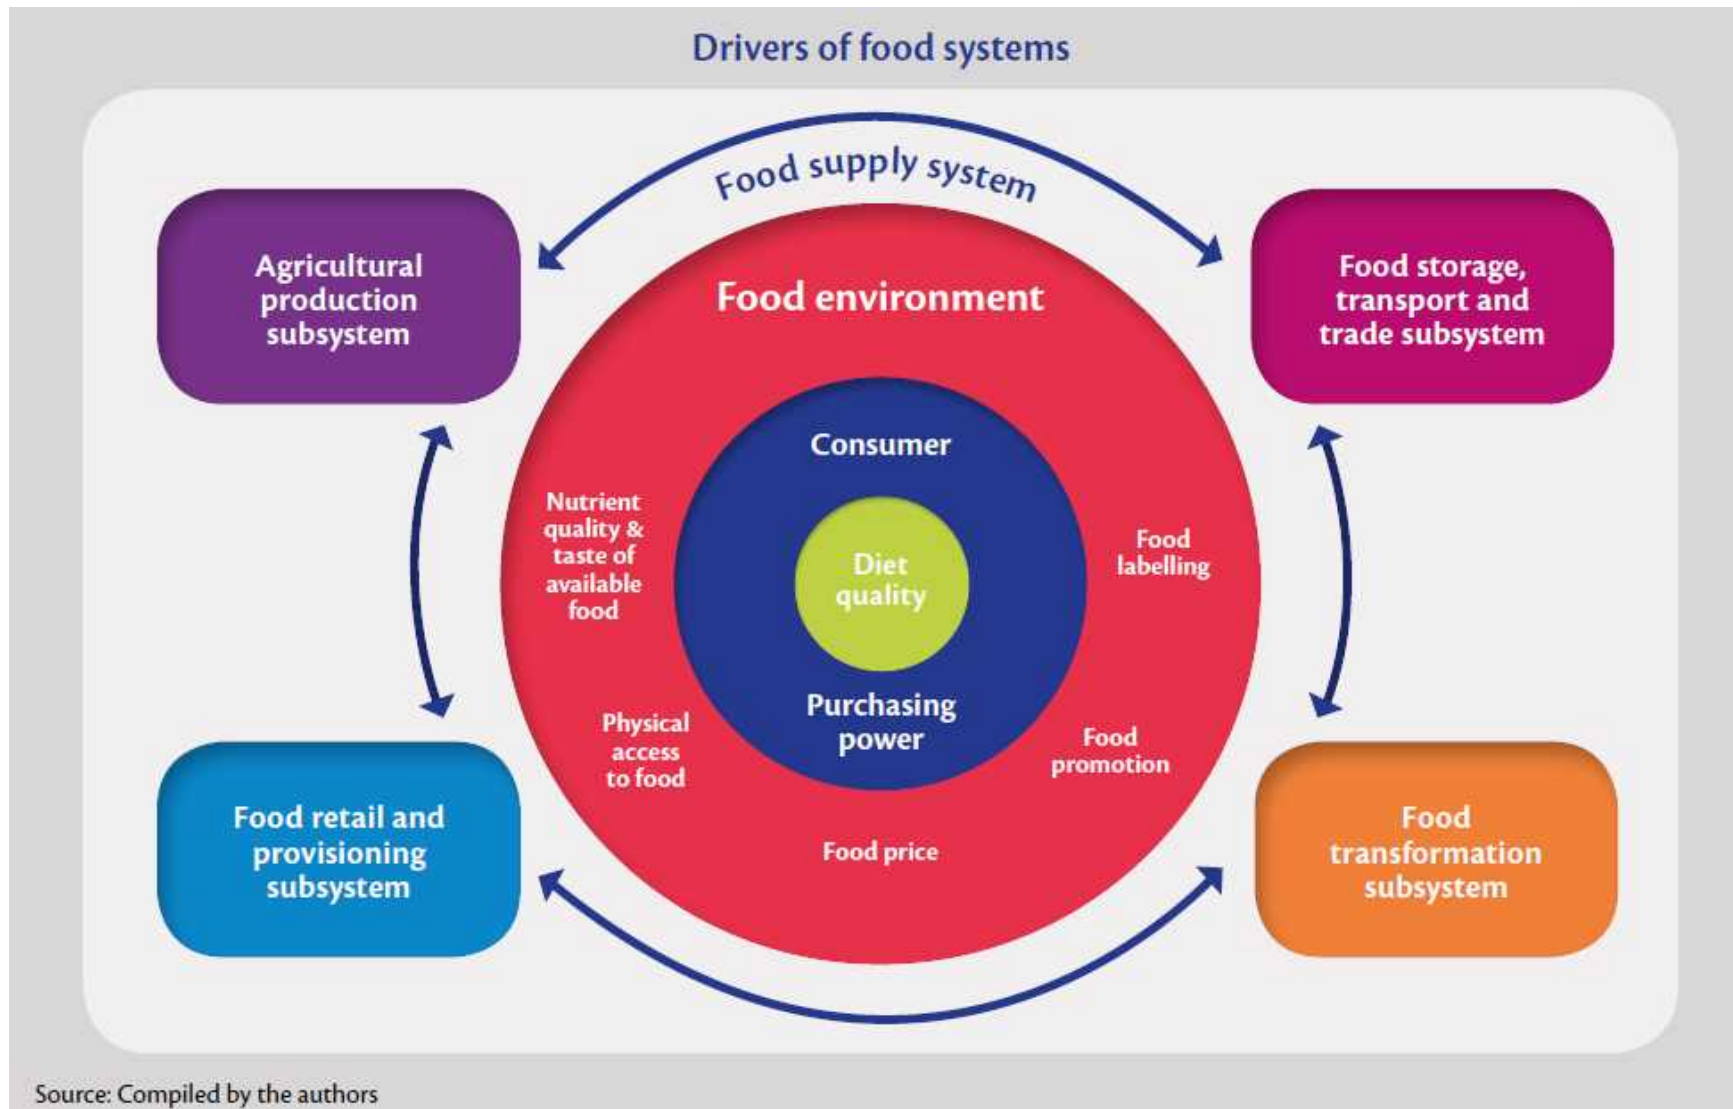 Drivers of food systems
Food supply system
Agricultural
production
subsystem
Food storage,
transport and
trade subsystem
Food environment
Consumer
Nutrient
quality &
taste of
available
food
Diet
quality
Food
labelling
Purchasing
power
Physical
access
to food
Food
promotion
Food price
Food retail and
provisioning
subsystem
Food
transformation
subsystem
Source: Compiled by the authors